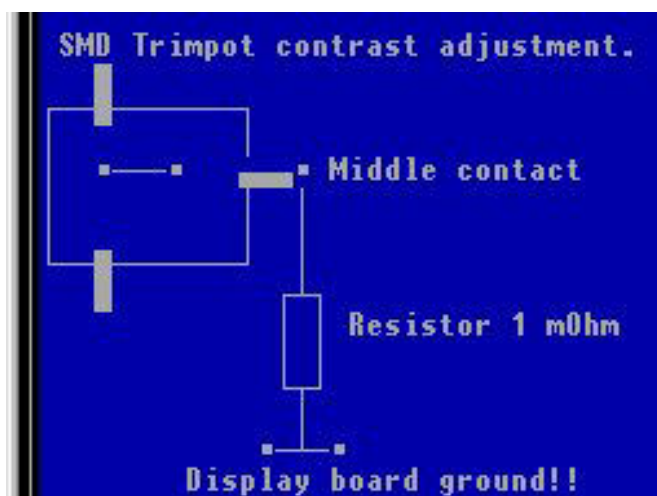 SMD Trimpot contrast adjustment.
Middle contact
Resistor 1 mOhm
Display board ground!!